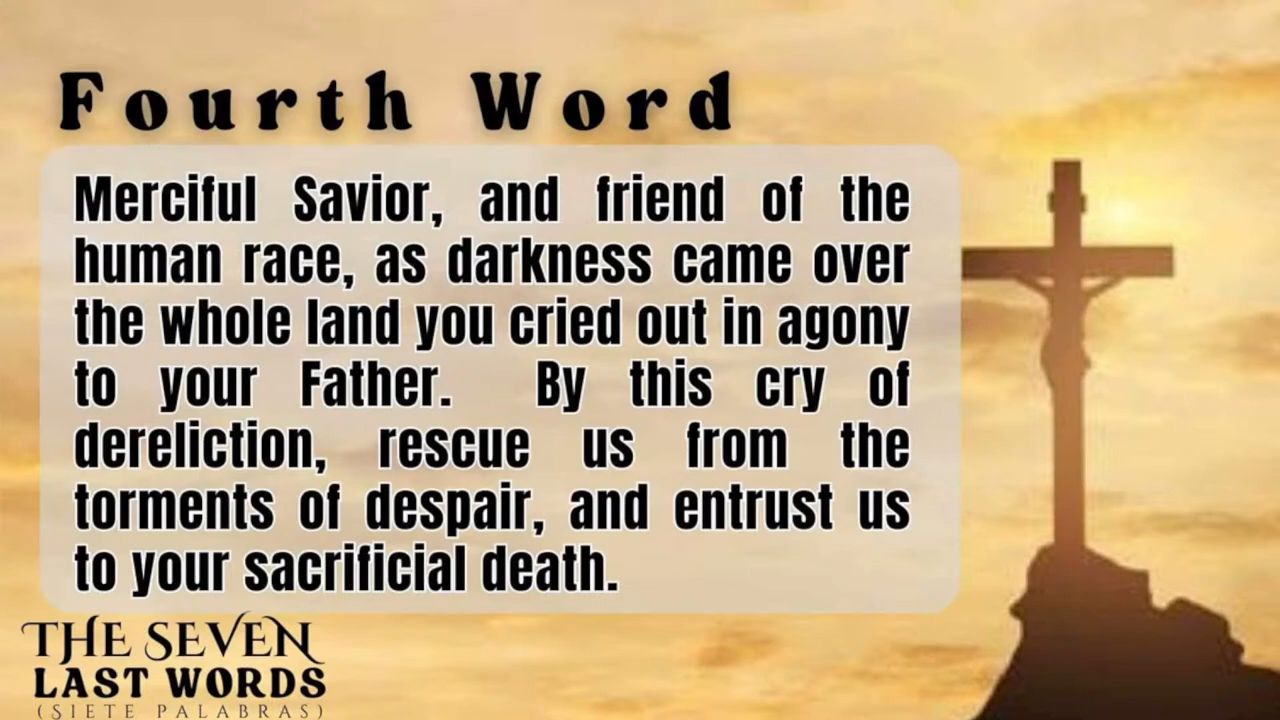 Fourth Word
Merciful Savior, and friend of the
human race, as darkness came over
the whole land you cried out in agony
to your Father. By this cry of
dereliction, rescue us from the
torments of despair, and entrust us
to your sacrificial death.
THE SEVEN
LAST WORDS
(SIETE PALABRAS)